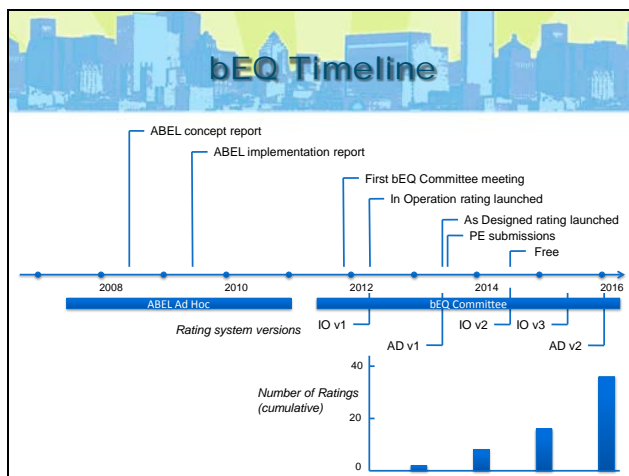 bEQ Timeline
ABEL concept report
ABEL implementation report
First bEQ Committee meeting
In Operation rating launched
As Designed rating launched
PE submissions
Free
2008
2010
2012
2014
2016
ABEL Ad Hoc
bEQ Committee
Rating system versions
IO v1
IO v2
IO v3
AD v1
AD v2
Number of Ratings
(cumulative)
40
20
0